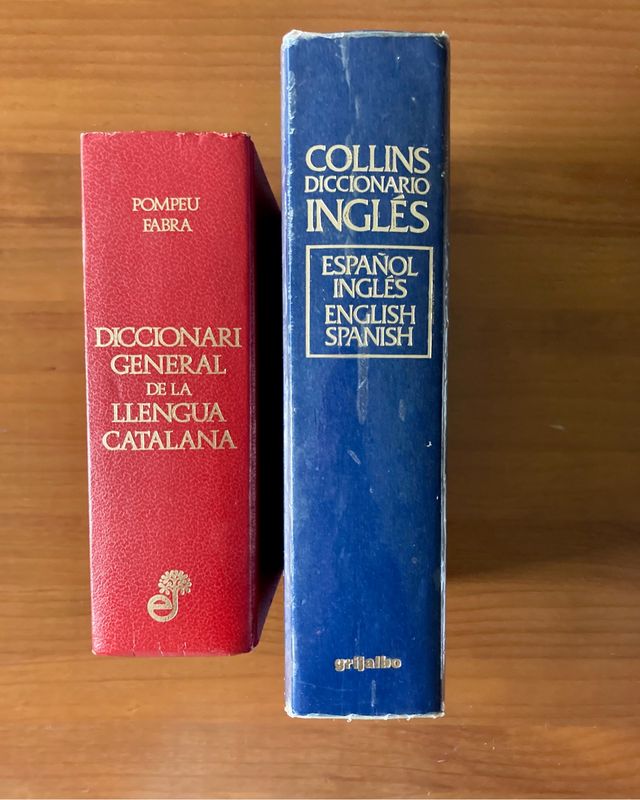 POMPEU
FABRA
DICCIONARI
GENERAL
DE LA
LLENGUA
CATALANA
COLLINS
DICCIONARIO
INGLÉS
ESPAÑOL
INGLÉS
ENGLISH
SPANISH
grijalbo